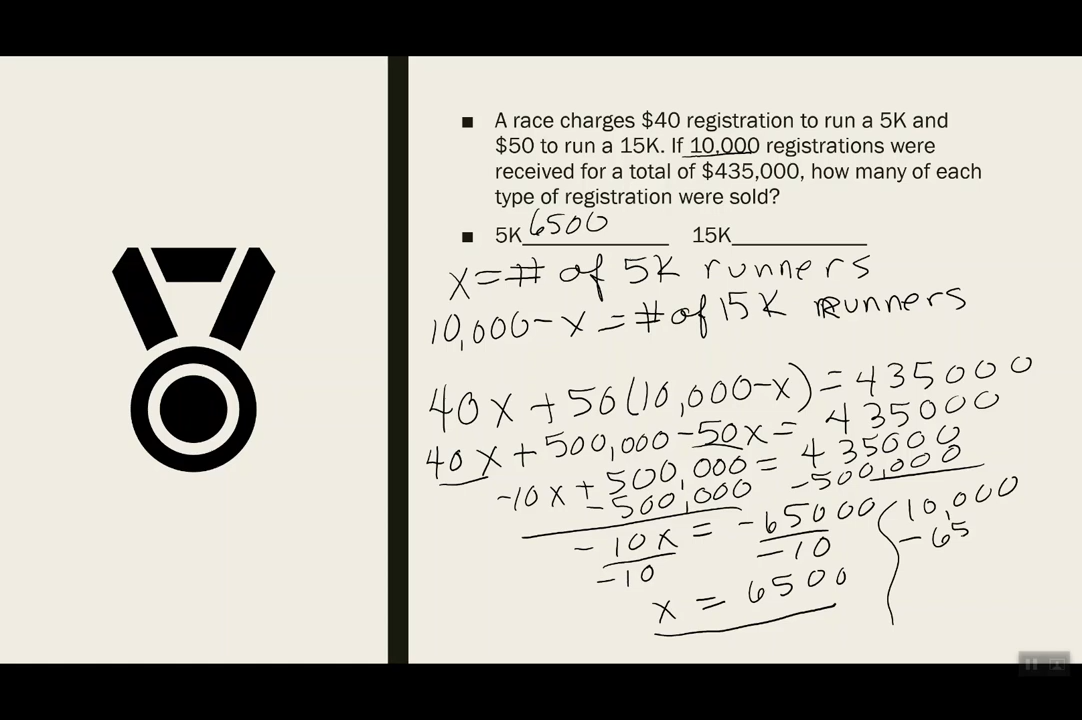 ■ A race charges $40 registration to run a 5K and
$50 to run a 15K. If 10,000 registrations were
received for a total of $435,000, how many of each
type of registration were sold?
■ 5K 6500 15K
x = # of 5K runners
10,000 - x = # of 15K runners
40x + 50(10,000 - x) = 435000
40x + 500,000 - 50x = 435000
-10x + 500,000 = 435000
- 500,000 - 500,000
-10x = -65000
-10 -10
x = 6500
10,000
- 65